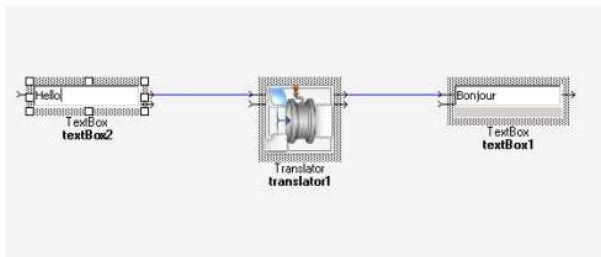 Hello
TextBox
textBox2
Translator
translator1
Bonjour
TextBox
textBox1